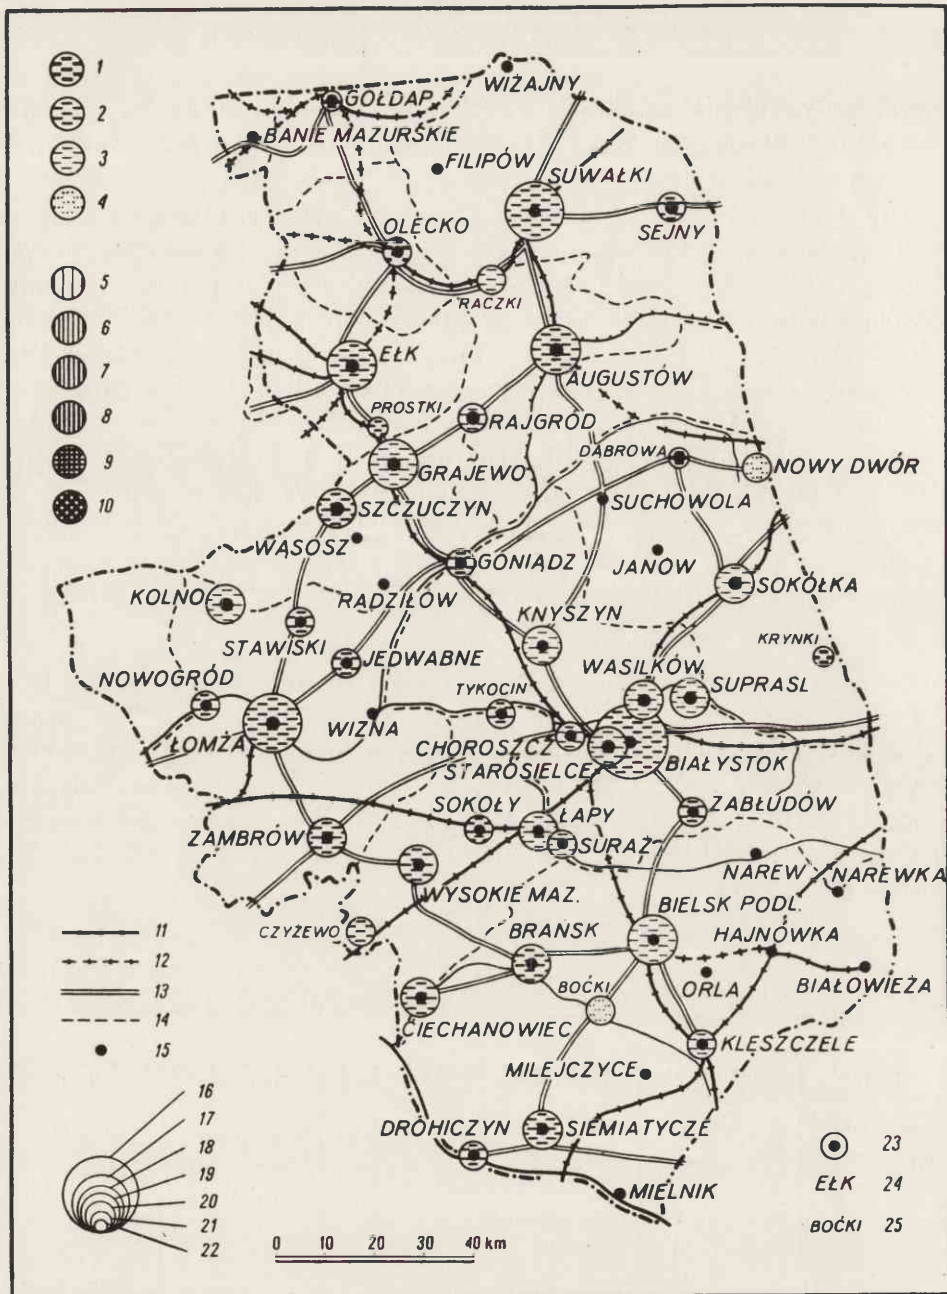 1
2
3
4
5
6
7
8
9
10
WIŻAJNY
GOŁDAP
BANIE MAZURSKIE
FILIPÓW
SUWAŁKI
SEJNY
OLECKO
RACZKI
EŁK
AUGUSTÓW
PROSTKI
RAJGRÓD
GRAJEWO
DĄBROWA
NOWY DWÓR
SZCZUCZYN
SUCHOWOLA
WĄSOSZ
GONIĄDZ
JANÓW
SOKÓŁKA
KOLNO
RADZIŁÓW
KNYSZYN
STAWISKI
KRYNKI
JEDWABNE
WASILKÓW
NOWOGRÓD
TYKOCIN
SUPRAŚL
WIZNA
ŁOMŻA
CHOROSZCZ
STAROSIELCE
BIAŁYSTOK
SOKOŁY
ZABŁUDÓW
ŁAPY
ZAMBRÓW
SURAŻ
NAREW
NAREWKA
WYSOKIE MAZ.
BIELSK PODL.
CZYŻEWO
BRAŃSK
HAJNÓWKA
BOĆKI
ORLA
BIAŁOWIEŻA
CIECHANOWIEC
KLESZCZELE
MILEJCZYCE
DROHICZYN
SIEMIATYCZE
MIELNIK
11
12
13
14
15
16
17
18
19
20
21
22
23
EŁK 24
BOĆKI 25
0 10 20 30 40 km